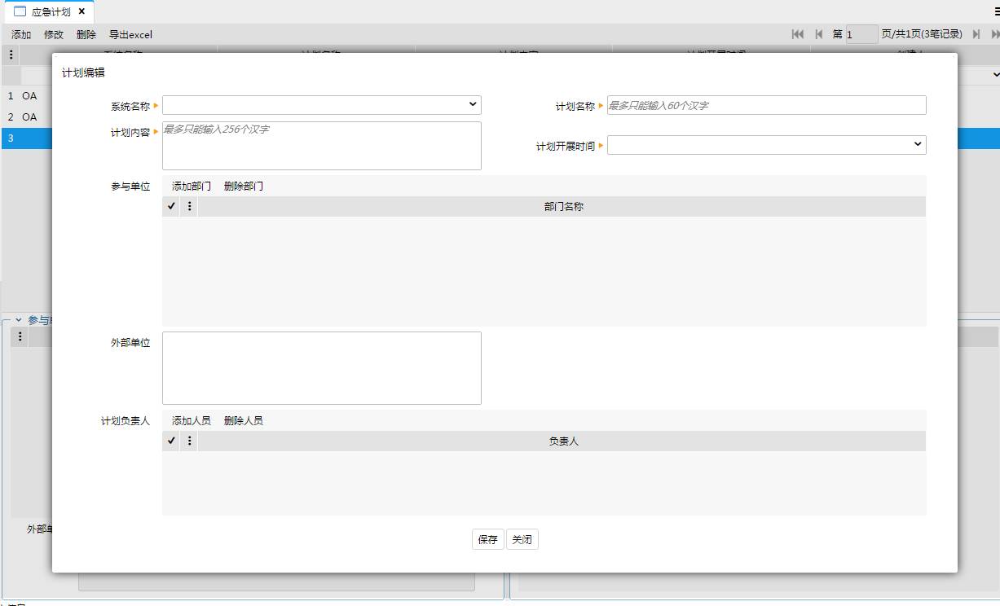 应急计划
添加 修改 删除 导出excel
第 1 页/共1页(3笔记录)
计划编辑
系统名称
计划名称 最多只能输入60个汉字
计划内容 最多只能输入256个汉字
计划开展时间
1 OA
2 OA
3
参与单位 添加部门 删除部门
部门名称
参与
外部单位
计划负责人 添加人员 删除人员
负责人
外部
保存 关闭